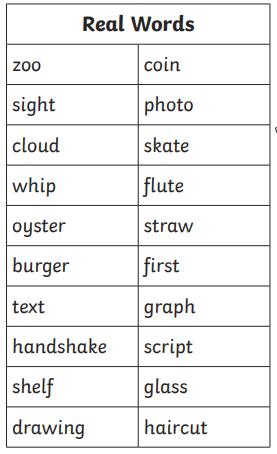 Real Words
zoo coin
sight photo
cloud skate
whip flute
oyster straw
burger first
text graph
handshake script
shelf glass
drawing haircut